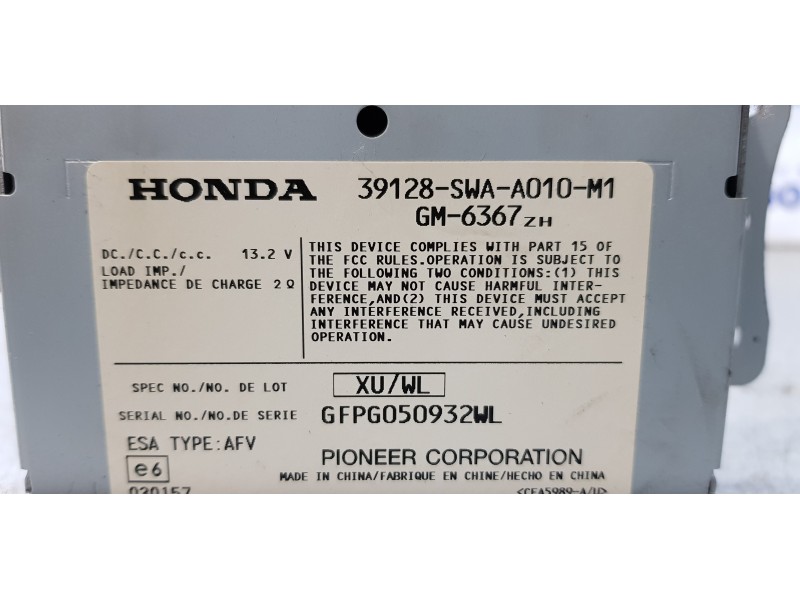 HONDA 39128-SWA-A010-M1
GM-6367ZH
DC./C.C./c.c. 13.2 V
LOAD IMP./
IMPEDANCE DE CHARGE 2Ω
THIS DEVICE COMPLIES WITH PART 15 OF
THE FCC RULES.OPERATION IS SUBJECT TO
THE FOLLOWING TWO CONDITIONS:(1) THIS
DEVICE MAY NOT CAUSE HARMFUL INTER-
FERENCE,AND(2) THIS DEVICE MUST ACCEPT
ANY INTERFERENCE RECEIVED,INCLUDING
INTERFERENCE THAT MAY CAUSE UNDESIRED
OPERATION.
SPEC NO./NO. DE LOT XU/WL
SERIAL NO./NO.DE SERIE GFPG050932WL
ESA TYPE:AFV
e6
PIONEER CORPORATION
MADE IN CHINA/FABRIQUE EN CHINE/HECHO EN CHINA
020157
<CEA5989-A/U>